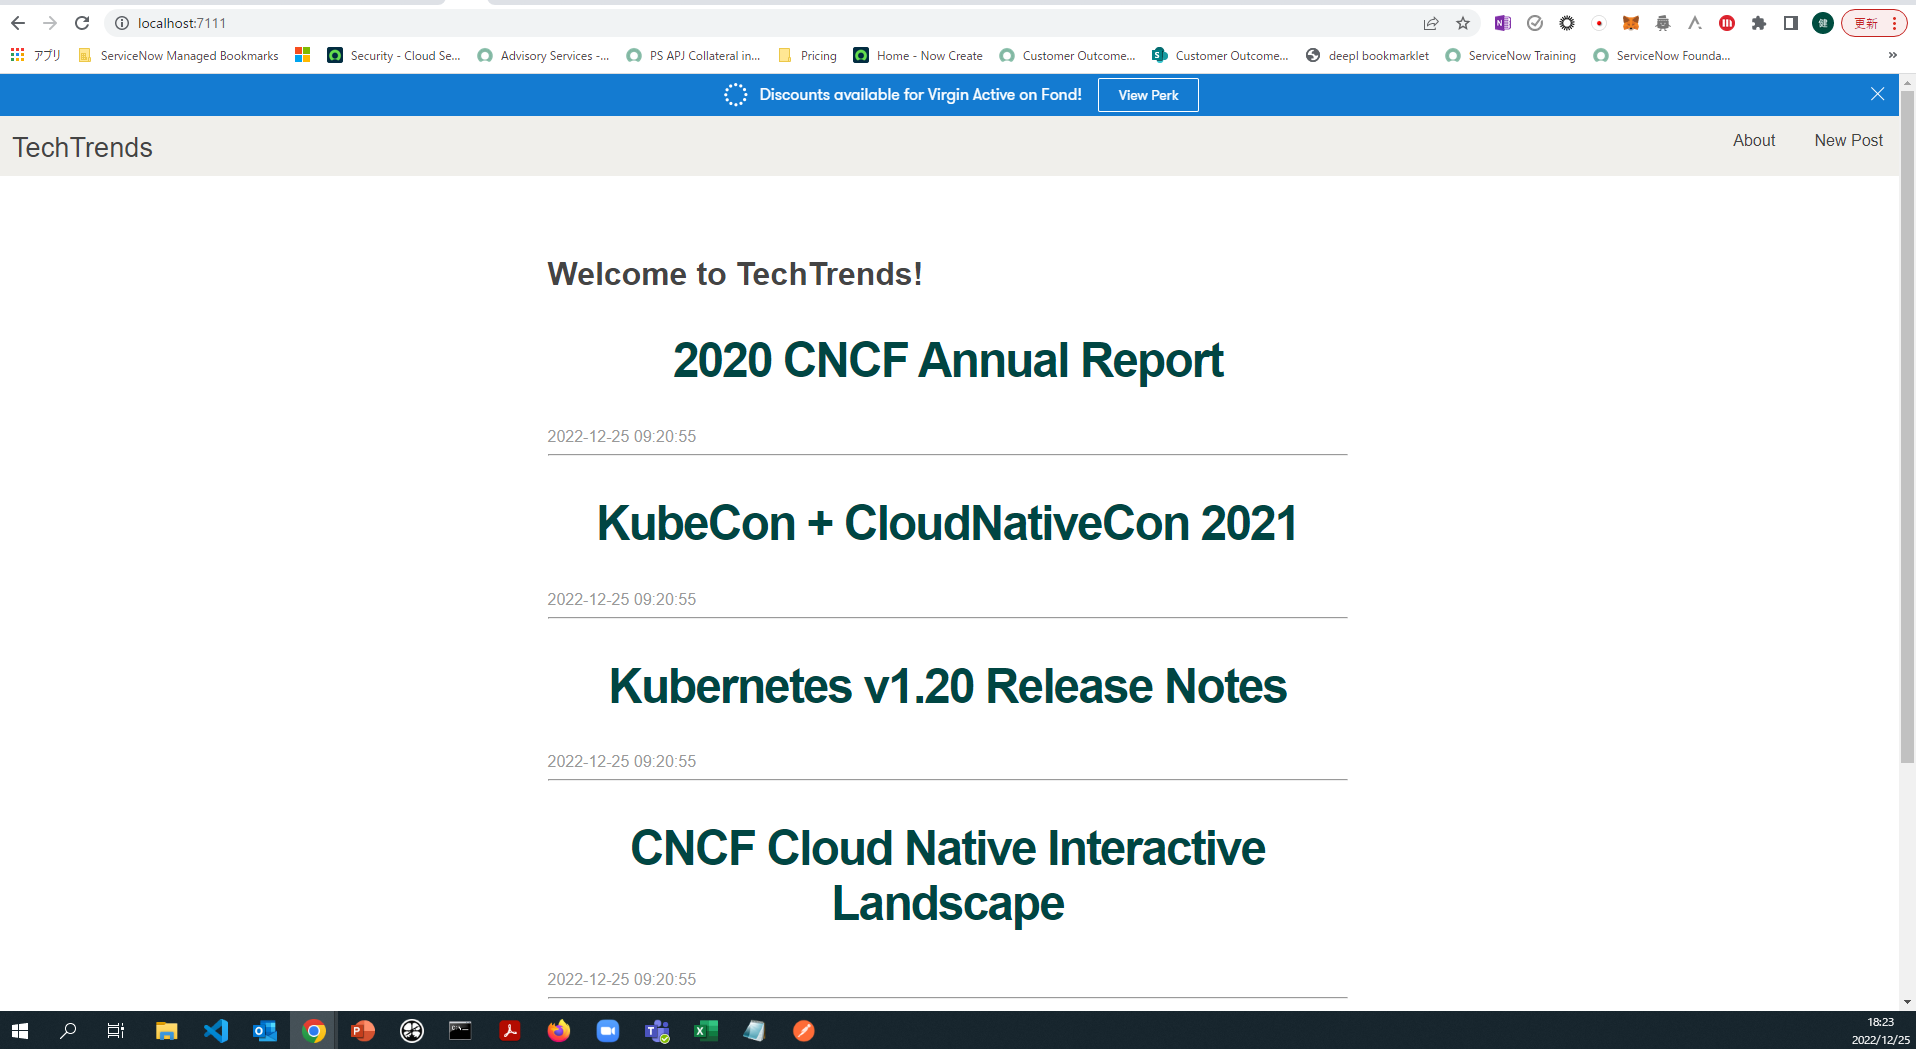 localhost:7111
更新
アプリ
ServiceNow Managed Bookmarks
Security - Cloud Se...
Advisory Services -...
PS APJ Collateral in...
Pricing
Home - Now Create
Customer Outcome...
Customer Outcome...
deepl bookmarklet
ServiceNow Training
ServiceNow Founda...
»
Discounts available for Virgin Active on Fond!
View Perk
TechTrends
About
New Post
Welcome to TechTrends!
2020 CNCF Annual Report
2022-12-25 09:20:55
KubeCon + CloudNativeCon 2021
2022-12-25 09:20:55
Kubernetes v1.20 Release Notes
2022-12-25 09:20:55
CNCF Cloud Native Interactive
Landscape
2022-12-25 09:20:55
18:23
2022/12/25